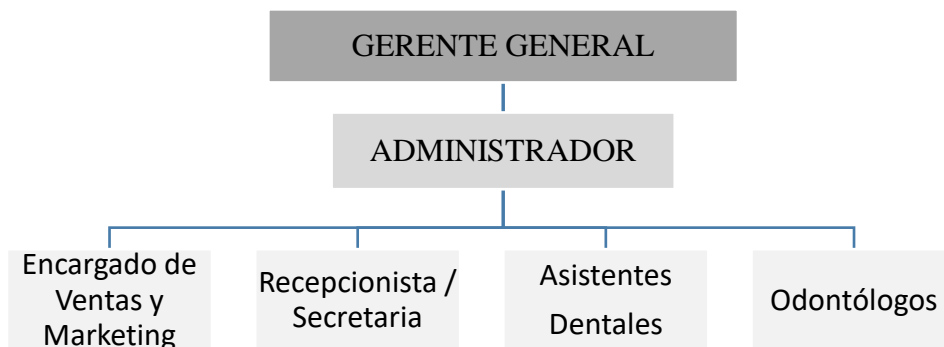 GERENTE GENERAL
ADMINISTRADOR
Encargado de
Ventas y
Marketing
Recepcionista /
Secretaria
Asistentes
Dentales
Odontólogos